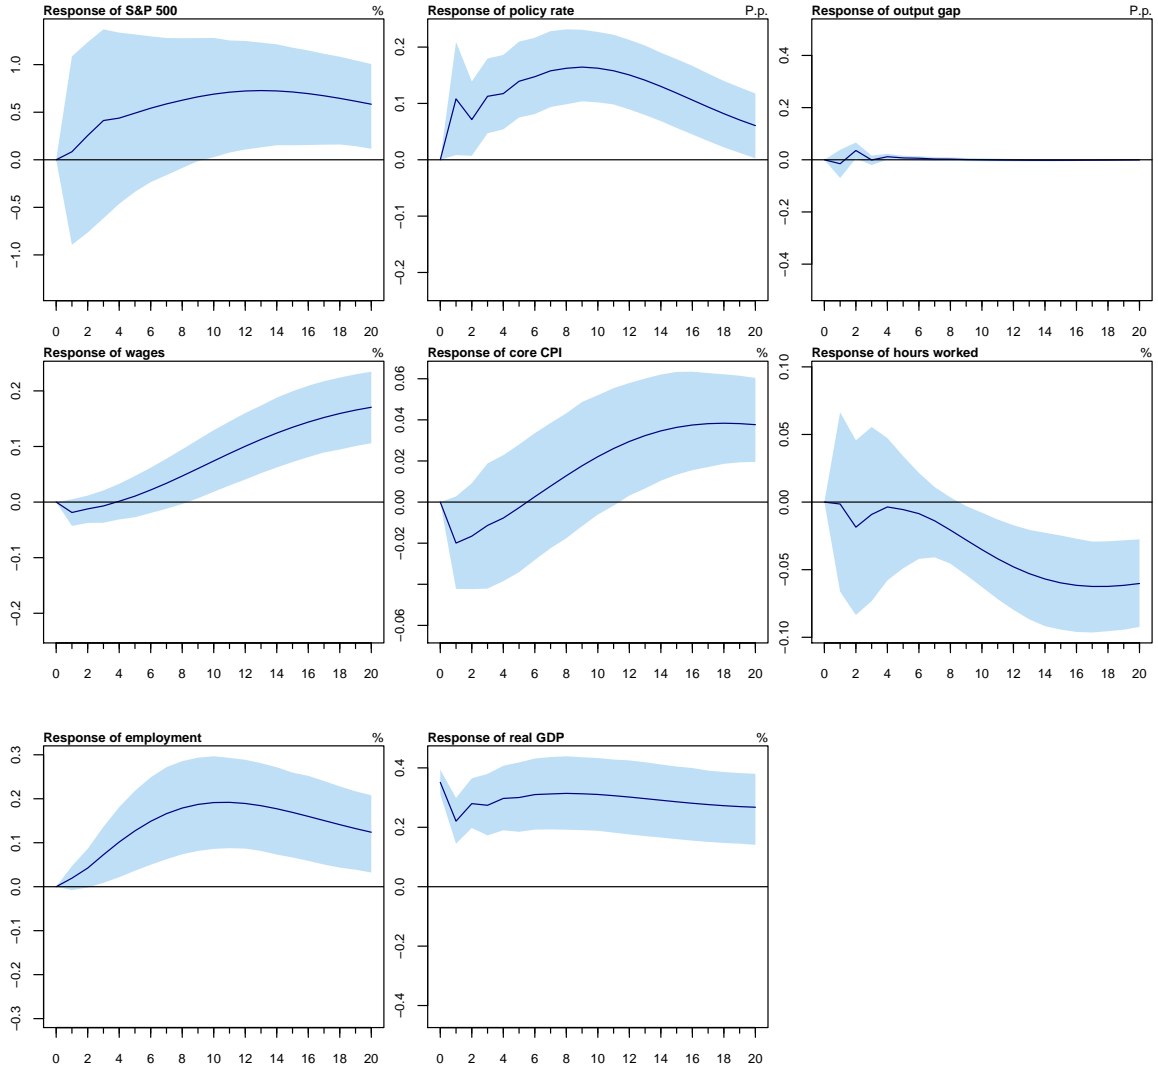 Response of S&P 500 %
1.0
0.5
0.0
−0.5
−1.0
0 2 4 6 8 10 12 14 16 18 20
Response of policy rate P.p.
0.2
0.1
0.0
−0.1
−0.2
0 2 4 6 8 10 12 14 16 18 20
Response of output gap P.p.
0.4
0.2
0.0
−0.2
−0.4
0 2 4 6 8 10 12 14 16 18 20
Response of wages %
0.2
0.1
0.0
−0.1
−0.2
0 2 4 6 8 10 12 14 16 18 20
Response of core CPI %
0.06
0.04
0.02
0.00
−0.02
−0.06
0 2 4 6 8 10 12 14 16 18 20
Response of hours worked %
0.10
0.05
0.00
−0.05
−0.10
0 2 4 6 8 10 12 14 16 18 20
Response of employment %
0.3
0.2
0.1
0.0
−0.1
−0.2
−0.3
0 2 4 6 8 10 12 14 16 18 20
Response of real GDP %
0.4
0.2
0.0
−0.2
−0.4
0 2 4 6 8 10 12 14 16 18 20